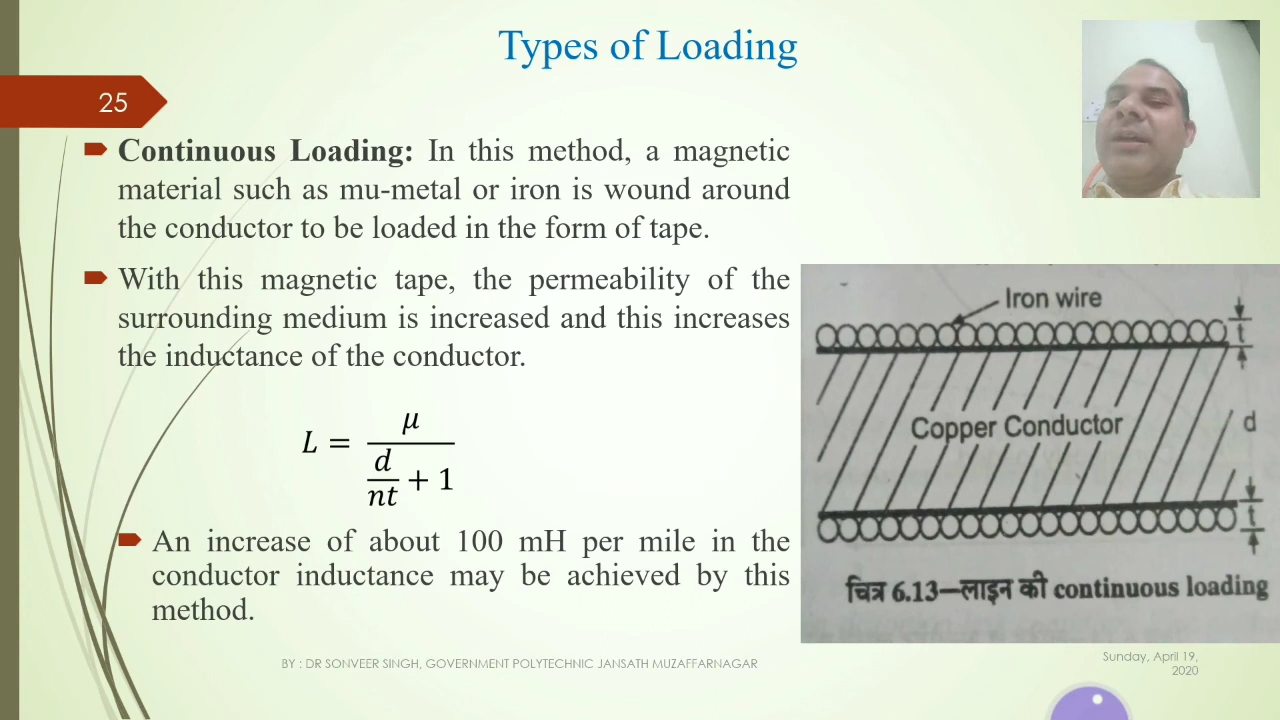 Types of Loading
25
Continuous Loading: In this method, a magnetic
material such as mu-metal or iron is wound around
the conductor to be loaded in the form of tape.
With this magnetic tape, the permeability of the
surrounding medium is increased and this increases
the inductance of the conductor.
L = μ / (d/nt + 1)
An increase of about 100 mH per mile in the
conductor inductance may be achieved by this
method.
Iron wire
t
Copper Conductor
d
t
चित्र 6.13—लाइन की continuous loading
BY : DR SONVEER SINGH, GOVERNMENT POLYTECHNIC JANSATH MUZAFFARNAGAR
Sunday, April 19,
2020